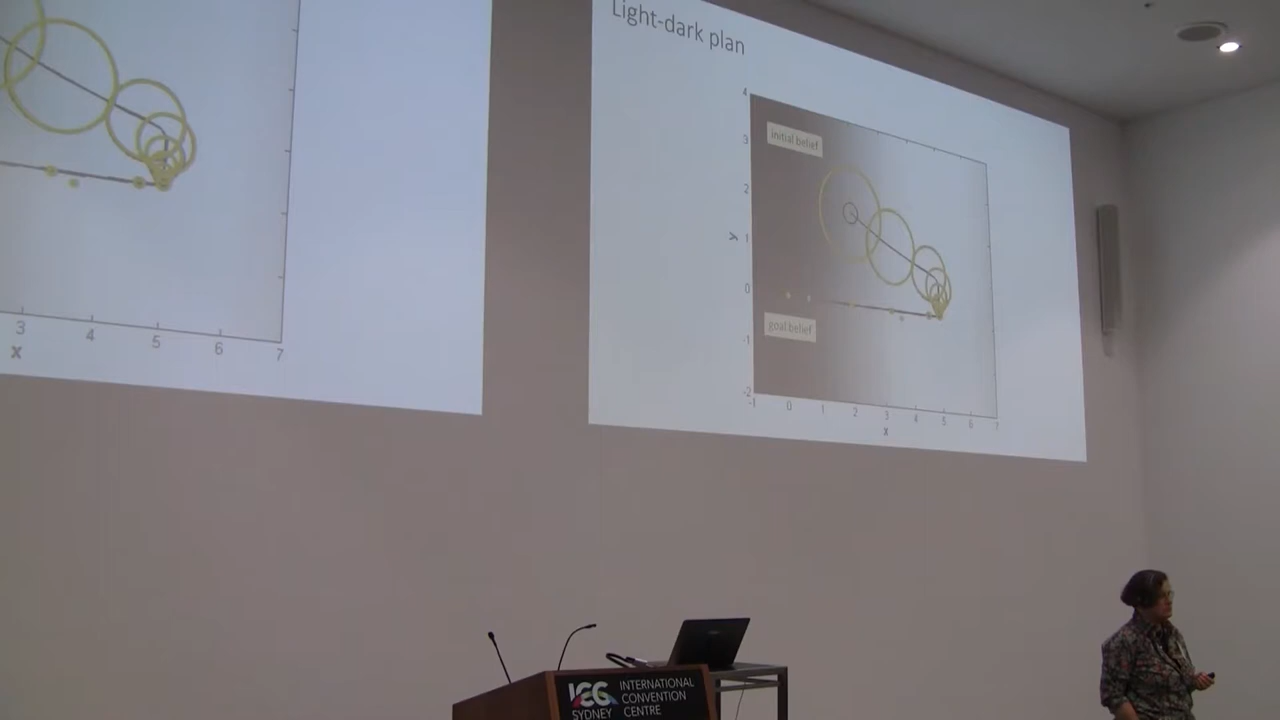 3
4
5
6
7
x
Light-dark plan
4
3
2
1
0
-1
-2
y
initial belief
goal belief
-1
0
1
2
3
4
5
6
7
x
ICC
SYDNEY
INTERNATIONAL
CONVENTION
CENTRE